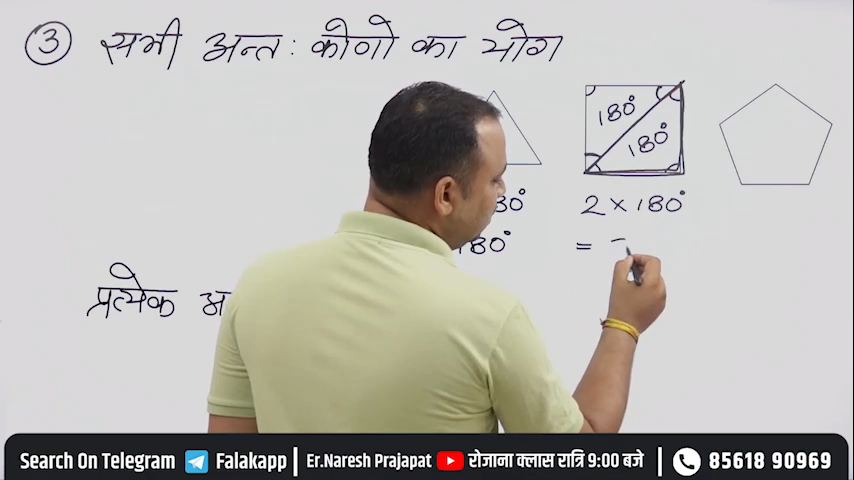 ③ सभी अन्तः कोणो का योग
180°
180°
2 × 180°
180°
=
प्रत्येक
Search On Telegram Falakapp | Er.Naresh Prajapat रोजाना क्लास रात्रि 9:00 बजे | 85618 90969